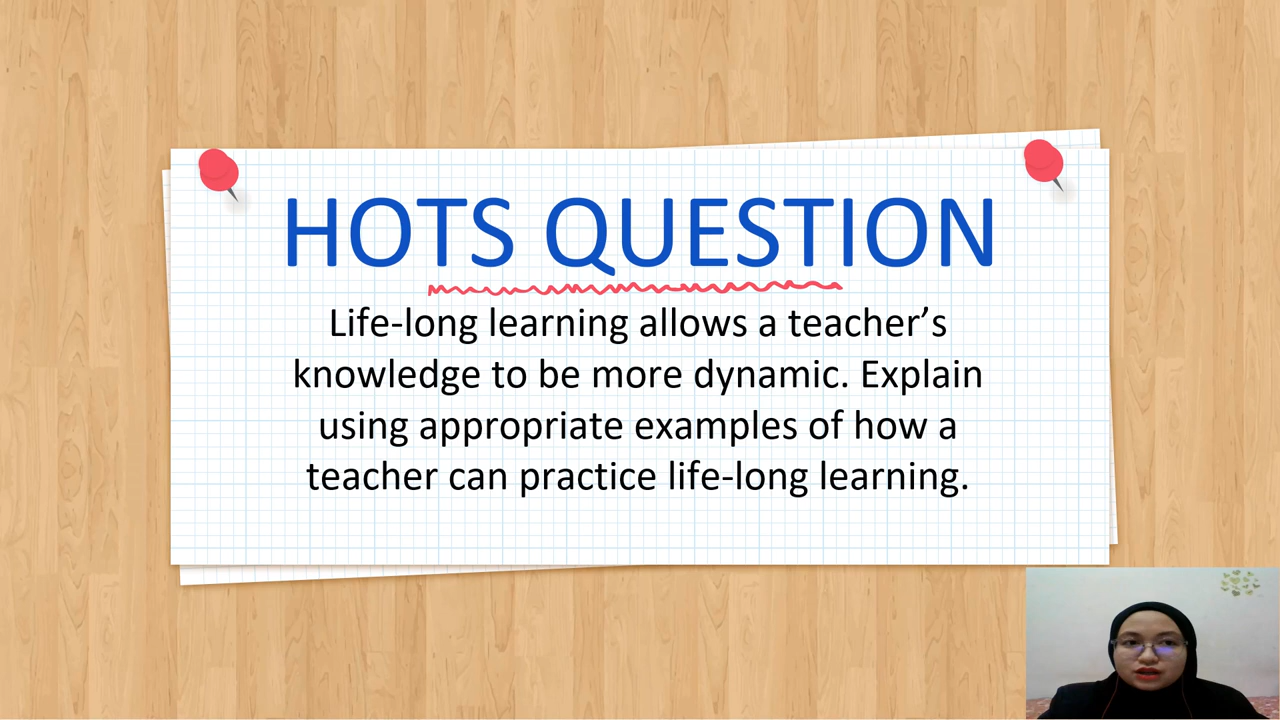 HOTS QUESTION
Life-long learning allows a teacher’s
knowledge to be more dynamic. Explain
using appropriate examples of how a
teacher can practice life-long learning.